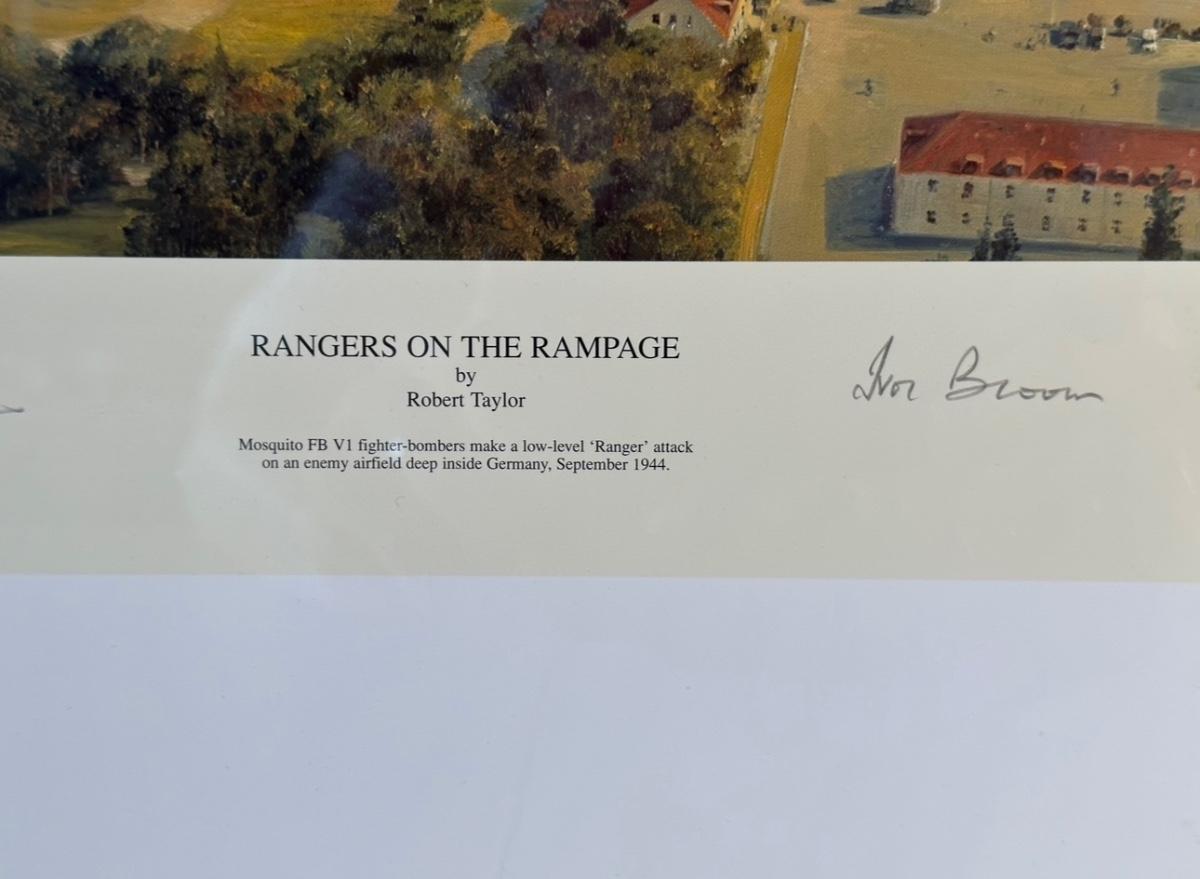 RANGERS ON THE RAMPAGE
by
Robert Taylor
Ivor Broom
Mosquito FB V1 fighter-bombers make a low-level ‘Ranger’ attack
on an enemy airfield deep inside Germany, September 1944.